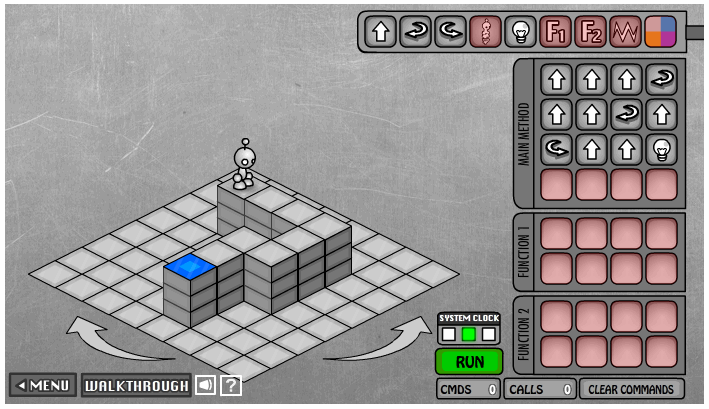 F1 F2
MAIN METHOD
FUNCTION 1
FUNCTION 2
SYSTEM CLOCK
RUN
MENU WALKTHROUGH ?
CMDS 0 CALLS 0 CLEAR COMMANDS